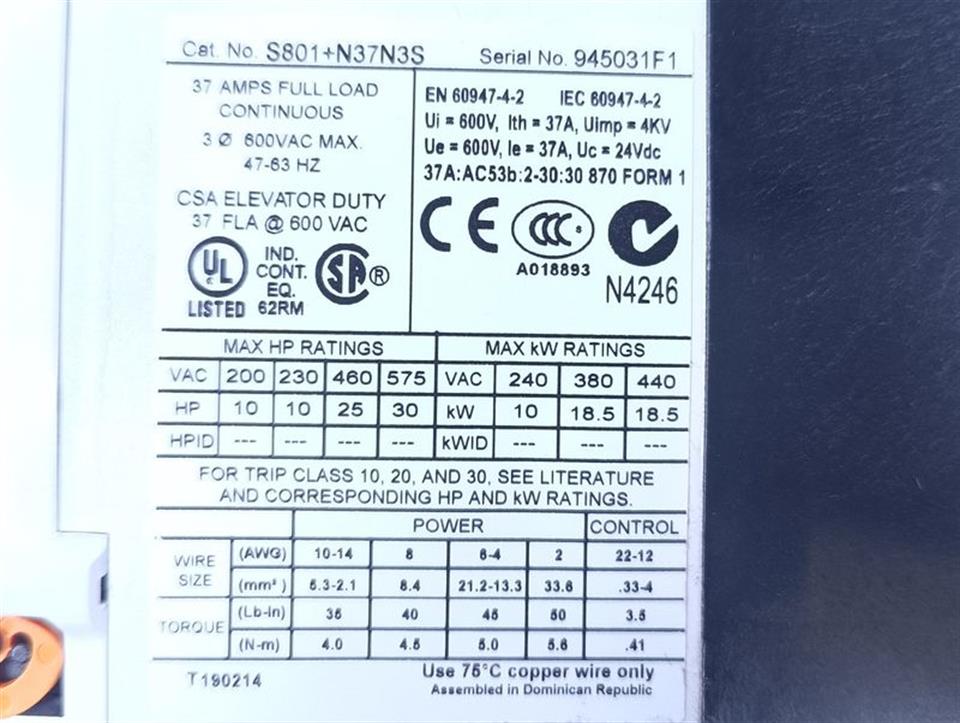 Cat. No. S801+N37N3S Serial No. 945031F1
37 AMPS FULL LOAD
CONTINUOUS
3 Ø 600VAC MAX.
47-63 HZ
CSA ELEVATOR DUTY
37 FLA @ 600 VAC
UL
LISTED
IND.
CONT.
EQ.
62RM
SA ®
EN 60947-4-2 IEC 60947-4-2
Ui = 600V, Ith = 37A, Uimp = 4KV
Ue = 600V, Ie = 37A, Uc = 24Vdc
37A:AC53b:2-30:30 870 FORM 1
CE CCC
A018893
N4246
MAX HP RATINGS MAX kW RATINGS
VAC 200 230 460 575 VAC 240 380 440
HP 10 10 25 30 kW 10 18.5 18.5
HPID --- --- --- --- kWID --- --- ---
FOR TRIP CLASS 10, 20, AND 30, SEE LITERATURE
AND CORRESPONDING HP AND kW RATINGS.
POWER CONTROL
WIRE SIZE (AWG) 10-14 8 6-4 2 22-12
(mm²) 5.3-2.1 8.4 21.2-13.3 33.6 .33-4
TORQUE (Lb-in) 35 40 45 50 3.5
(N-m) 4.0 4.5 5.0 5.6 .41
T190214
Use 75°C copper wire only
Assembled in Dominican Republic